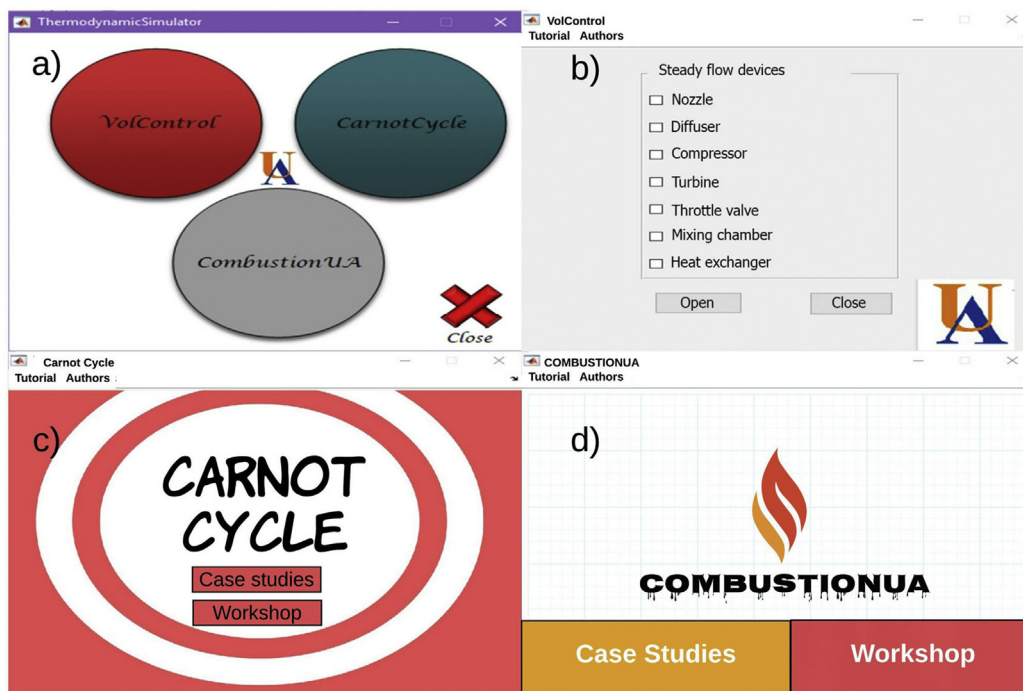 ThermodynamicSimulator
a)
VolControl
CarnotCycle
UA
CombustionUA
Close
VolControl
Tutorial Authors
b)
Steady flow devices
Nozzle
Diffuser
Compressor
Turbine
Throttle valve
Mixing chamber
Heat exchanger
Open Close
UA
Carnot Cycle
Tutorial Authors
c)
CARNOT
CYCLE
Case studies
Workshop
COMBUSTIONUA
Tutorial Authors
d)
COMBUSTIONUA
Case Studies Workshop